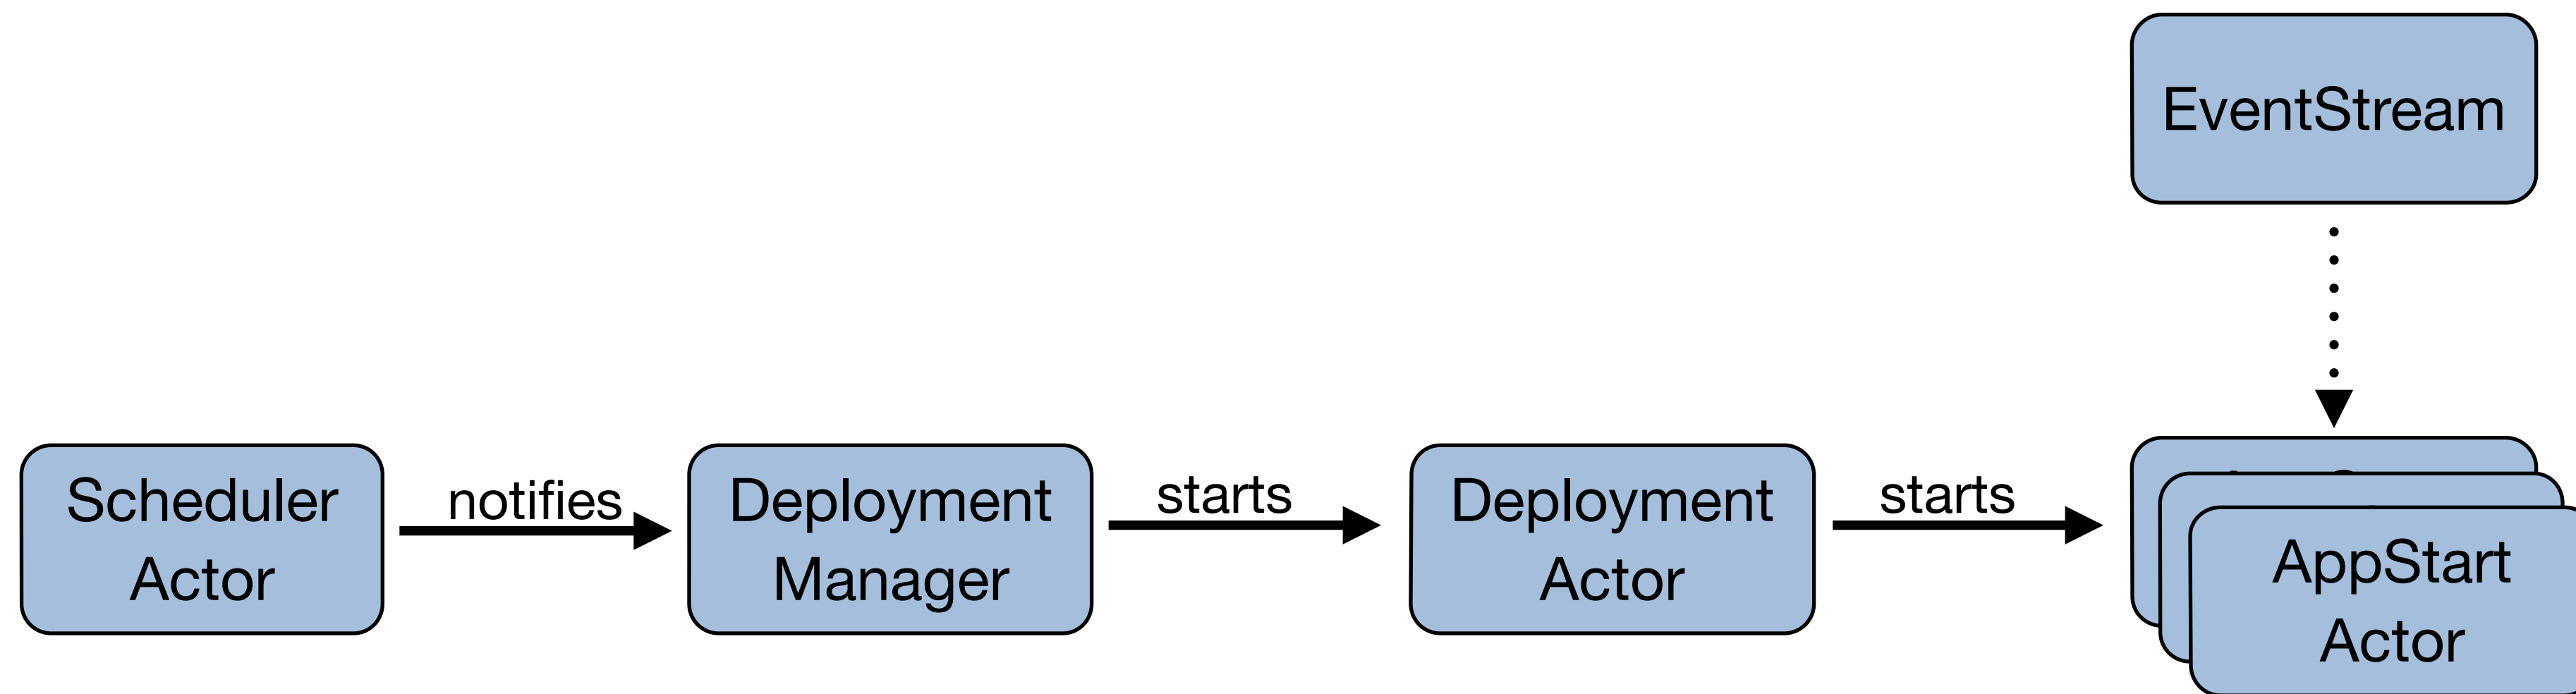 EventStream
Scheduler
Actor
notifies
Deployment
Manager
starts
Deployment
Actor
starts
AppStart
Actor